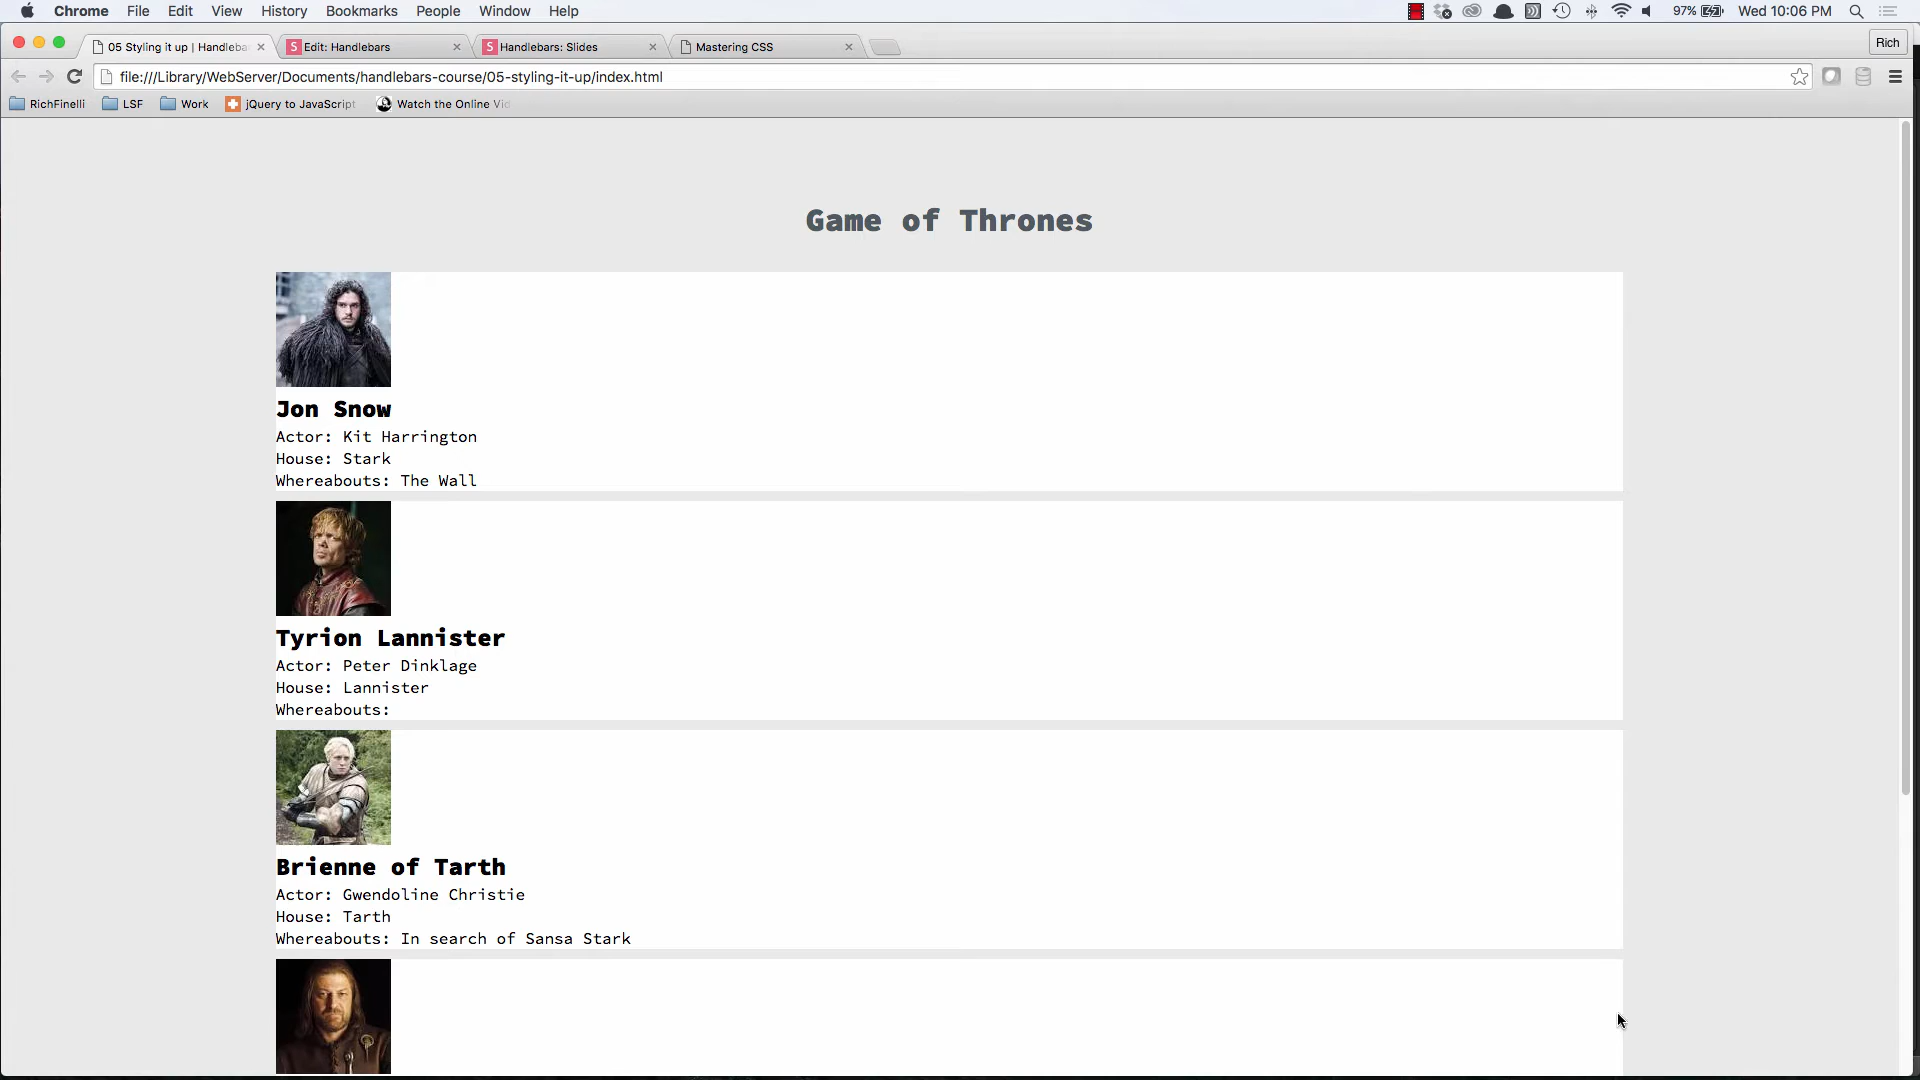 Chrome File Edit View History Bookmarks People Window Help 97% Wed 10:06 PM
05 Styling it up | Handleba
Edit: Handlebars
Handlebars: Slides
Mastering CSS
Rich
file:///Library/WebServer/Documents/handlebars-course/05-styling-it-up/index.html
RichFinelli LSF Work jQuery to JavaScript Watch the Online Vi
Game of Thrones
Jon Snow
Actor: Kit Harrington
House: Stark
Whereabouts: The Wall
Tyrion Lannister
Actor: Peter Dinklage
House: Lannister
Whereabouts:
Brienne of Tarth
Actor: Gwendoline Christie
House: Tarth
Whereabouts: In search of Sansa Stark